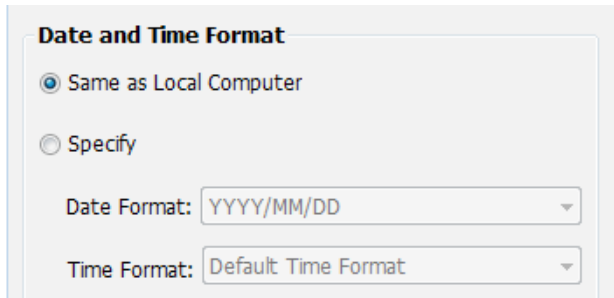 Date and Time Format
Same as Local Computer
Specify
Date Format: YYYY/MM/DD
Time Format: Default Time Format